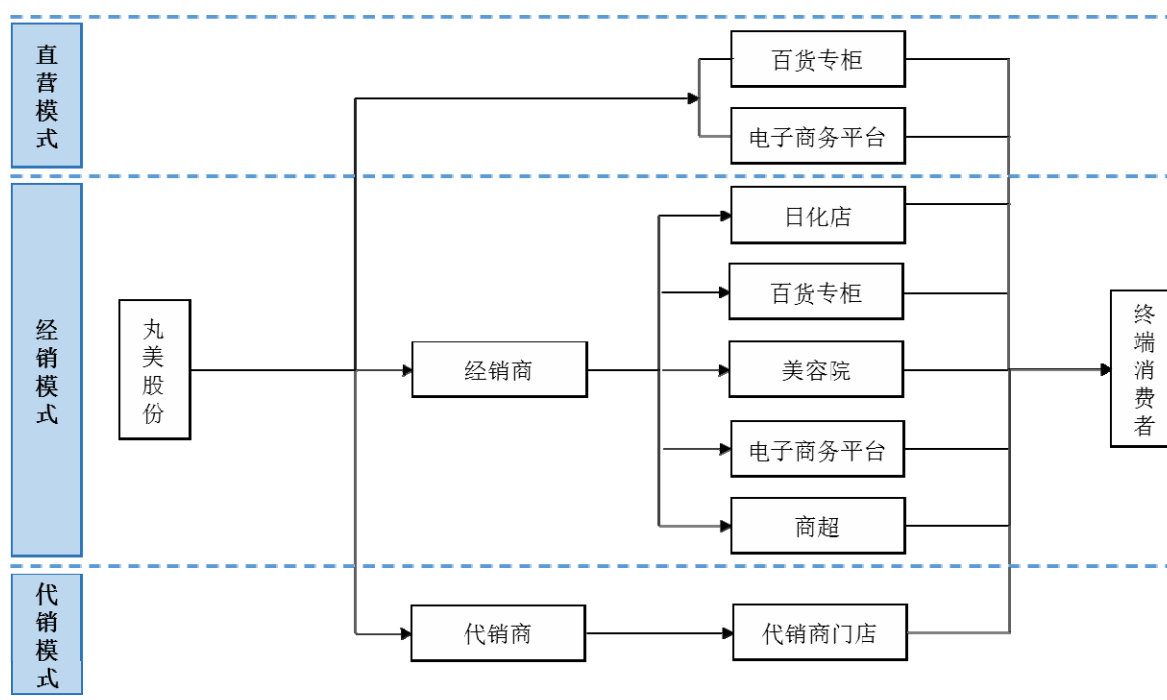 直营模式
百货专柜
电子商务平台
经销模式
丸美股份
经销商
日化店
百货专柜
美容院
电子商务平台
商超
终端消费者
代销模式
代销商
代销商门店